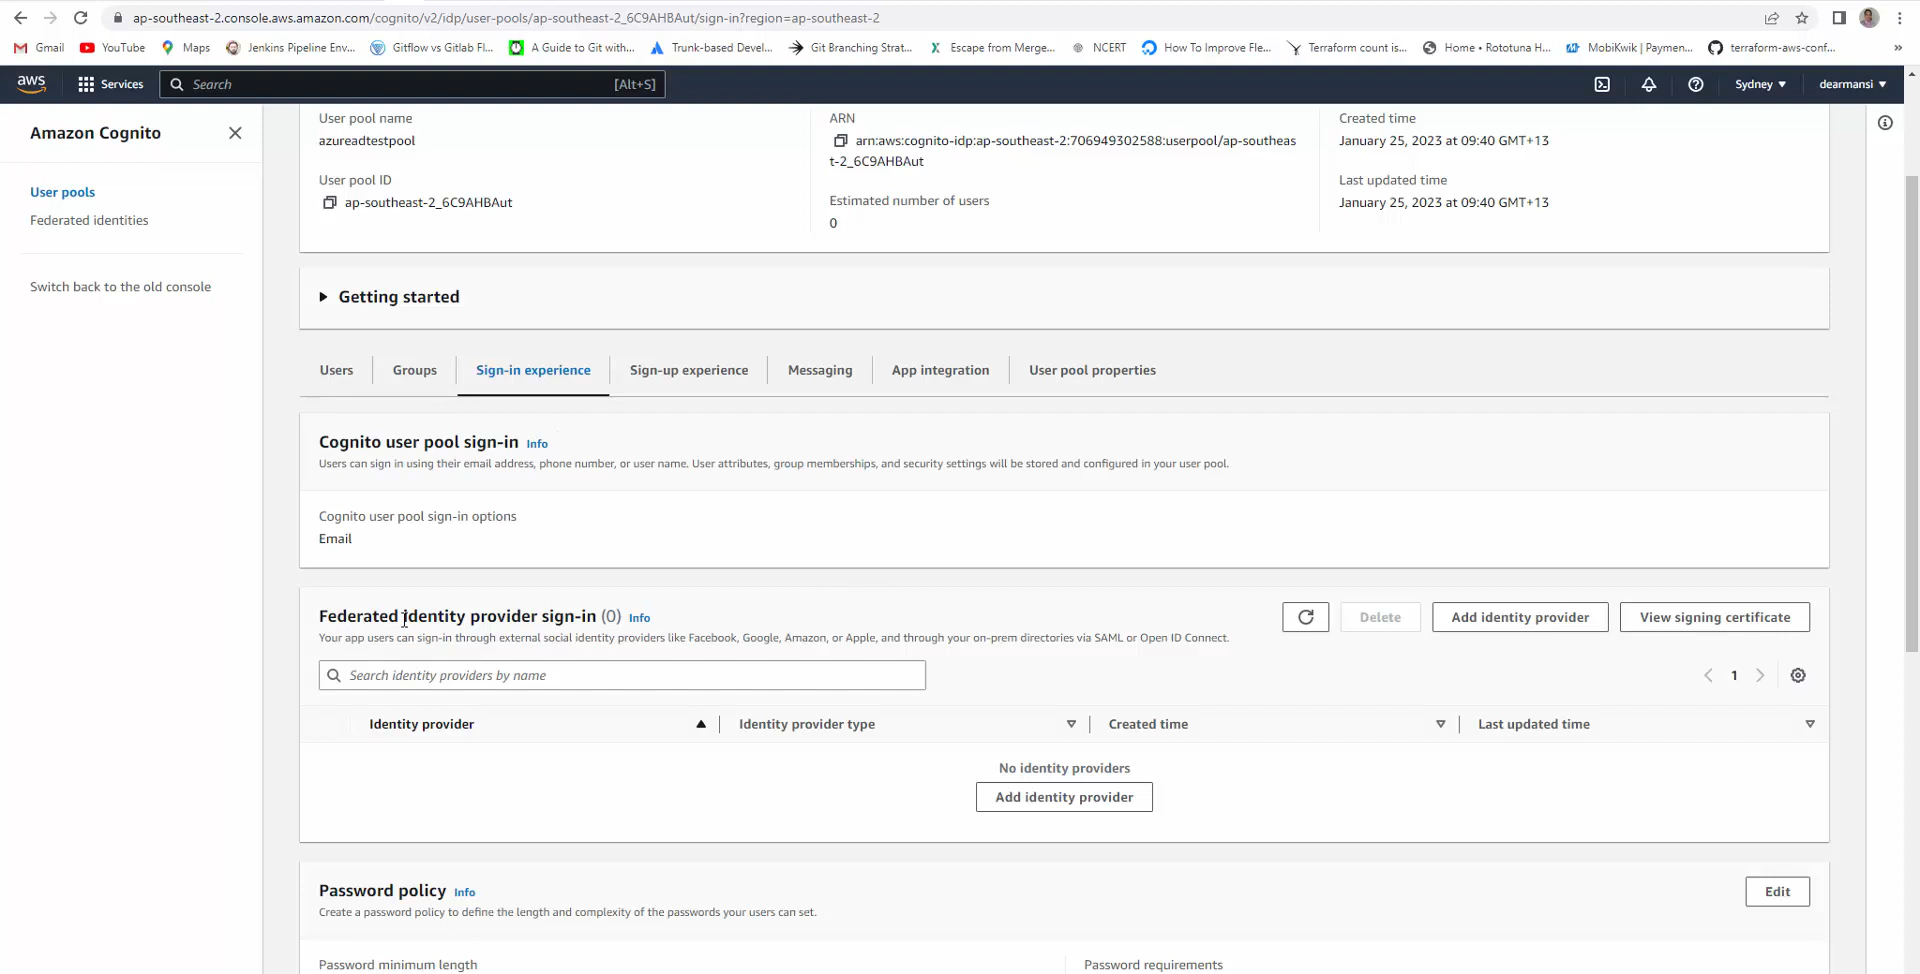 ap-southeast-2.console.aws.amazon.com/cognito/v2/idp/user-pools/ap-southeast-2_6C9AHBAut/sign-in?region=ap-southeast-2
Gmail YouTube Maps Jenkins Pipeline Env... Gitflow vs Gitlab Fl... A Guide to Git with... Trunk-based Devel... Git Branching Strat... Escape from Merge... NCERT How To Improve Fle... Terraform count is... Home • Rototuna H... MobiKwik | Paymen... terraform-aws-conf... »
aws Services Search [Alt+S] Sydney dearmansi
Amazon Cognito
User pools
Federated identities
Switch back to the old console
User pool name
azureadtestpool
User pool ID
ap-southeast-2_6C9AHBAut
ARN
arn:aws:cognito-idp:ap-southeast-2:706949302588:userpool/ap-southeas
t-2_6C9AHBAut
Estimated number of users
0
Created time
January 25, 2023 at 09:40 GMT+13
Last updated time
January 25, 2023 at 09:40 GMT+13
Getting started
Users Groups Sign-in experience Sign-up experience Messaging App integration User pool properties
Cognito user pool sign-in Info
Users can sign in using their email address, phone number, or user name. User attributes, group memberships, and security settings will be stored and configured in your user pool.
Cognito user pool sign-in options
Email
Federated identity provider sign-in (0) Info
Your app users can sign-in through external social identity providers like Facebook, Google, Amazon, or Apple, and through your on-prem directories via SAML or Open ID Connect.
Delete Add identity provider View signing certificate
Search identity providers by name
1
Identity provider Identity provider type Created time Last updated time
No identity providers
Add identity provider
Password policy Info
Create a password policy to define the length and complexity of the passwords your users can set.
Edit
Password minimum length Password requirements